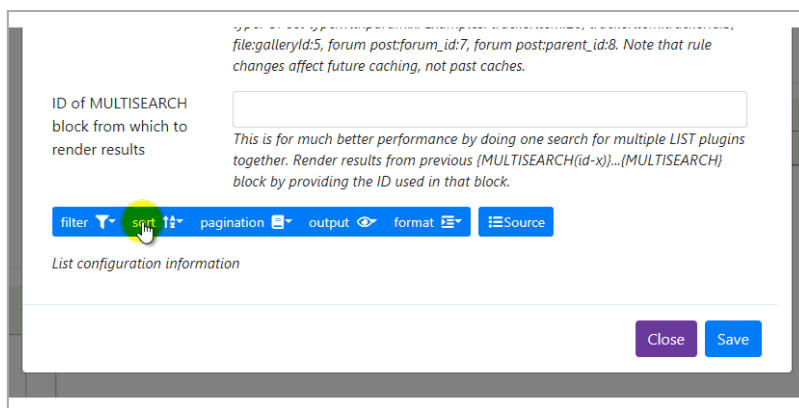 file:galleryId:5, forum post:forum_id:7, forum post:parent_id:8. Note that rule
changes affect future caching, not past caches.
ID of MULTISEARCH
block from which to
render results
This is for much better performance by doing one search for multiple LIST plugins
together. Render results from previous {MULTISEARCH(id-x)}...{MULTISEARCH}
block by providing the ID used in that block.
filter sort pagination output format Source
List configuration information
Close Save